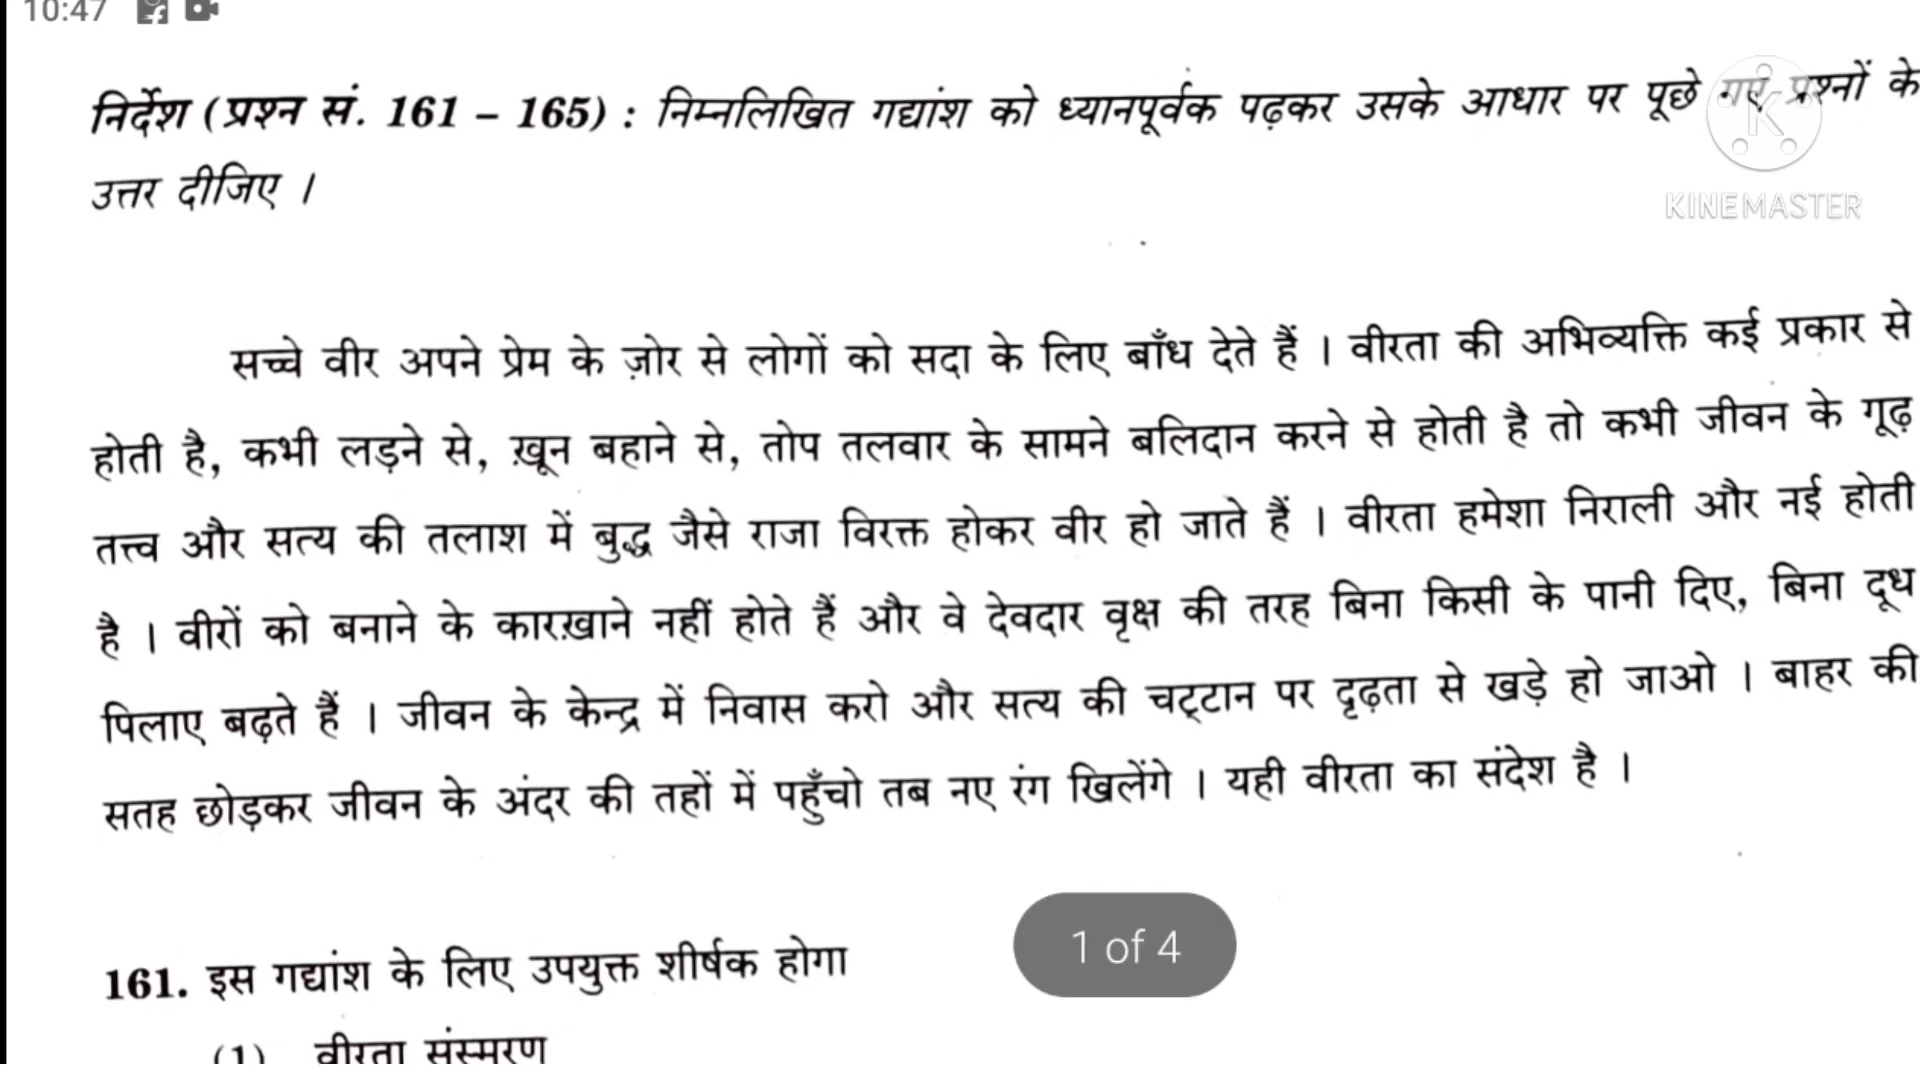 10:47
निर्देश (प्रश्न सं. 161 – 165) : निम्नलिखित गद्यांश को ध्यानपूर्वक पढ़कर उसके आधार पर पूछे गए प्रश्नों के
उत्तर दीजिए ।
KINEMASTER
सच्चे वीर अपने प्रेम के ज़ोर से लोगों को सदा के लिए बाँध देते हैं । वीरता की अभिव्यक्ति कई प्रकार से
होती है, कभी लड़ने से, ख़ून बहाने से, तोप तलवार के सामने बलिदान करने से होती है तो कभी जीवन के गूढ़
तत्त्व और सत्य की तलाश में बुद्ध जैसे राजा विरक्त होकर वीर हो जाते हैं । वीरता हमेशा निराली और नई होती
है । वीरों को बनाने के कारख़ाने नहीं होते हैं और वे देवदार वृक्ष की तरह बिना किसी के पानी दिए, बिना दूध
पिलाए बढ़ते हैं । जीवन के केन्द्र में निवास करो और सत्य की चट्टान पर दृढ़ता से खड़े हो जाओ । बाहर की
सतह छोड़कर जीवन के अंदर की तहों में पहुँचो तब नए रंग खिलेंगे । यही वीरता का संदेश है ।
1 of 4
161. इस गद्यांश के लिए उपयुक्त शीर्षक होगा
(1) वीरता संस्मरण